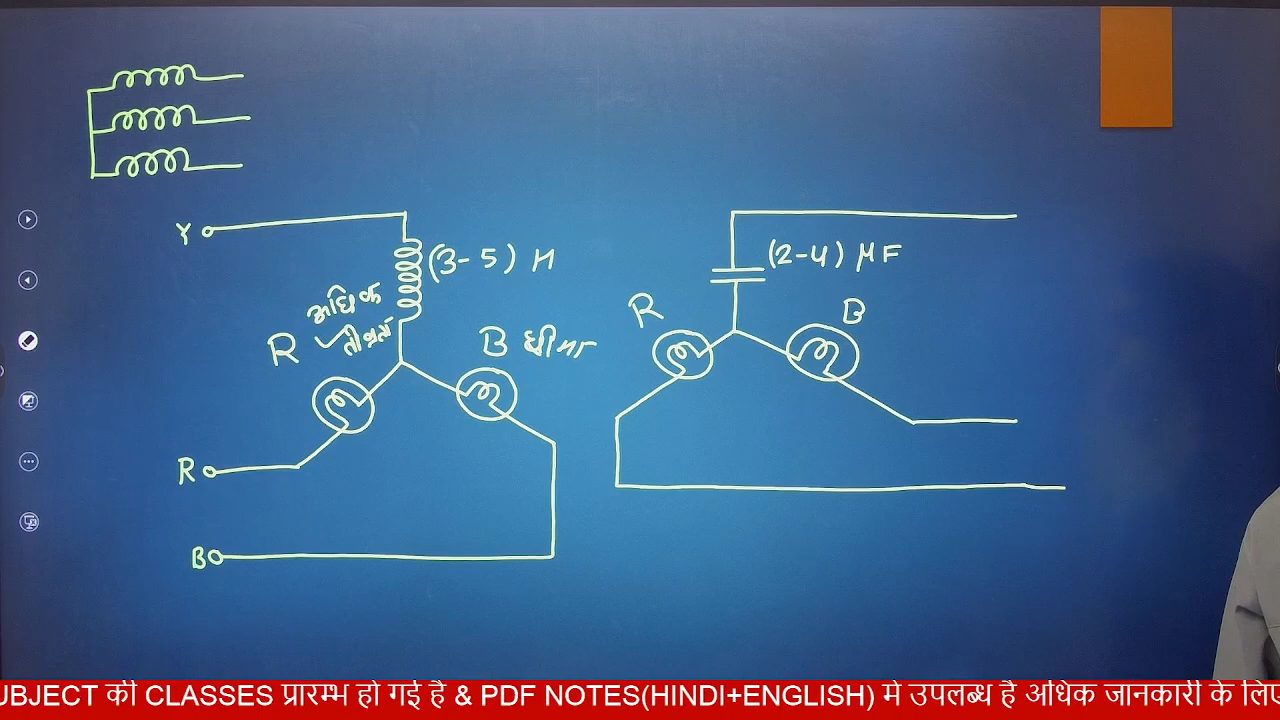 Y
(3-5) H
अधिक
तीव्रता
R
B धीमा
R
B
(2-4) μF
R
B
UBJECT की CLASSES प्रारम्भ हो गई है & PDF NOTES(HINDI+ENGLISH) में उपलब्ध है अधिक जानकारी के लिए